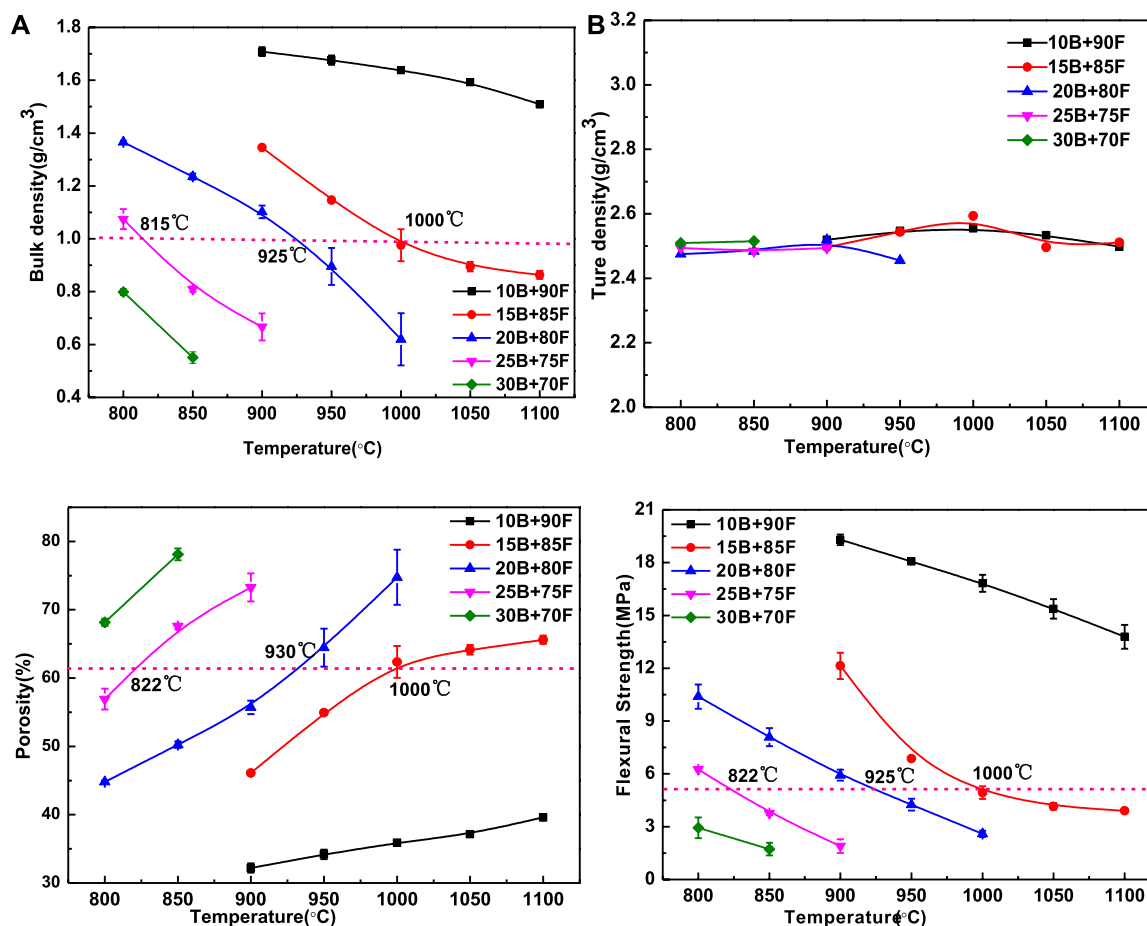 A
Bulk density(g/cm3)
1.8
1.6
1.4
1.2
1.0
0.8
0.6
0.4
815℃
925℃
1000℃
10B+90F
15B+85F
20B+80F
25B+75F
30B+70F
800 850 900 950 1000 1050 1100
Temperature(°C)
B
Ture density(g/cm3)
3.2
3.0
2.8
2.6
2.4
2.2
2.0
10B+90F
15B+85F
20B+80F
25B+75F
30B+70F
800 850 900 950 1000 1050 1100
Temperature(°C)
Porosity(%)
80
70
60
50
40
30
10B+90F
15B+85F
20B+80F
25B+75F
30B+70F
930℃
822℃
1000℃
800 850 900 950 1000 1050 1100
Temperature(°C)
Flexural Strength(MPa)
21
18
15
12
9
6
3
0
10B+90F
15B+85F
20B+80F
25B+75F
30B+70F
822℃
925℃
1000℃
800 850 900 950 1000 1050 1100
Temperature(°C)